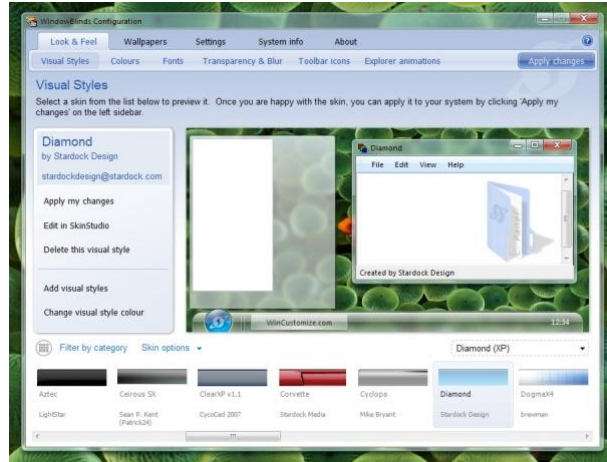 WindowBlinds Configuration
Look & Feel Wallpapers Settings System info About
Visual Styles Colours Fonts Transparency & Blur Toolbar icons Explorer animations Apply changes
Visual Styles
Select a skin from the list below to preview it. Once you are happy with the skin, you can apply it to your system by clicking 'Apply my
changes' on the left sidebar.
Diamond
by Stardock Design
stardockdesign@stardock.com
Apply my changes
Edit in SkinStudio
Delete this visual style
Add visual styles
Change visual style colour
Diamond
File Edit View Help
Created by Stardock Design
WinCustomize.com 12:34
Filter by category Skin options Diamond (XP)
Aztec Ceirous SX ClearXP v1.1 Corvette Cyclops Diamond DogmaX4
LightStar Sean P. Kent CycoCad 2007 Stardock Media Mike Bryant Stardock Design brewman
(Patrick24)